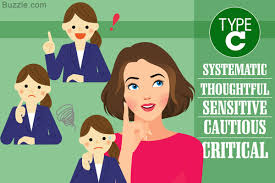 Buzzle.com
TYPE
C
SYSTEMATIC
THOUGHTFUL
SENSITIVE
CAUTIOUS
CRITICAL